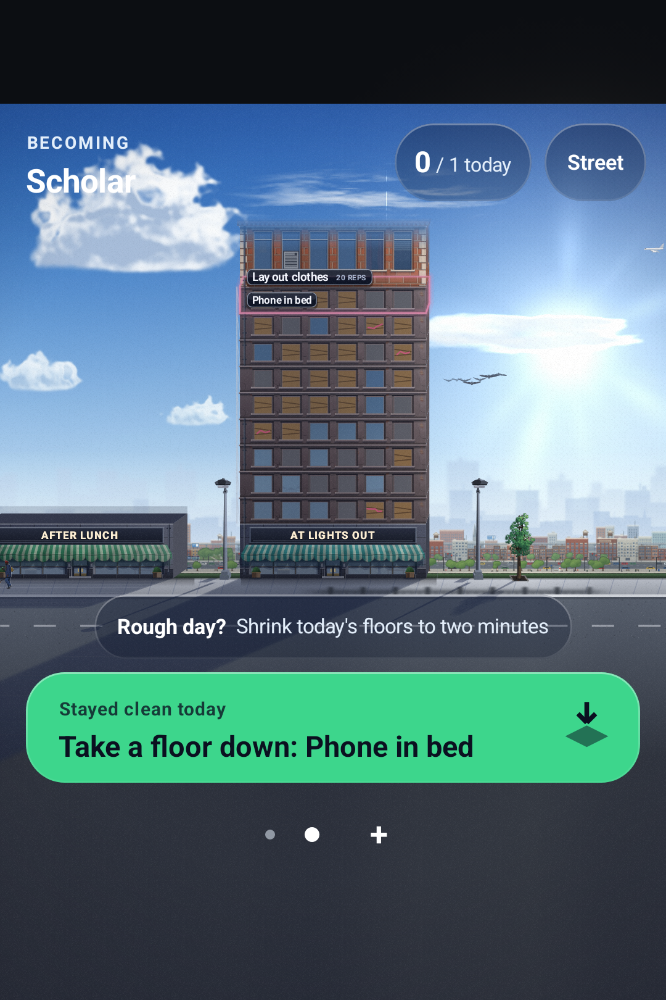 BECOMING
Scholar
0 / 1 today
Street
Lay out clothes 20 REPS
Phone in bed
AFTER LUNCH
AT LIGHTS OUT
Rough day? Shrink today's floors to two minutes
Stayed clean today
Take a floor down: Phone in bed
+